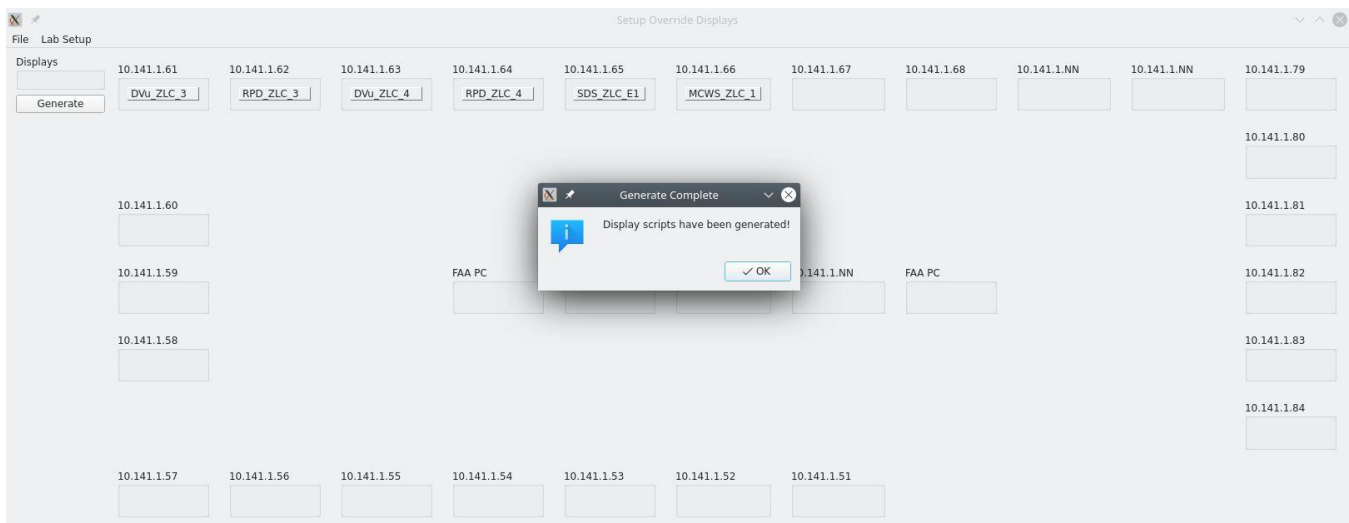 Setup Override Displays
File Lab Setup
Displays
Generate
10.141.1.61 10.141.1.62 10.141.1.63 10.141.1.64 10.141.1.65 10.141.1.66 10.141.1.67 10.141.1.68 10.141.1.NN 10.141.1.NN 10.141.1.79
DVu_ZLC_3 RPD_ZLC_3 DVu_ZLC_4 RPD_ZLC_4 SDS_ZLC_E1 MCWS_ZLC_1
10.141.1.80
Generate Complete
Display scripts have been generated!
OK
10.141.1.60 10.141.1.81
10.141.1.59 FAA PC .141.1.NN FAA PC 10.141.1.82
10.141.1.58 10.141.1.83
10.141.1.84
10.141.1.57 10.141.1.56 10.141.1.55 10.141.1.54 10.141.1.53 10.141.1.52 10.141.1.51